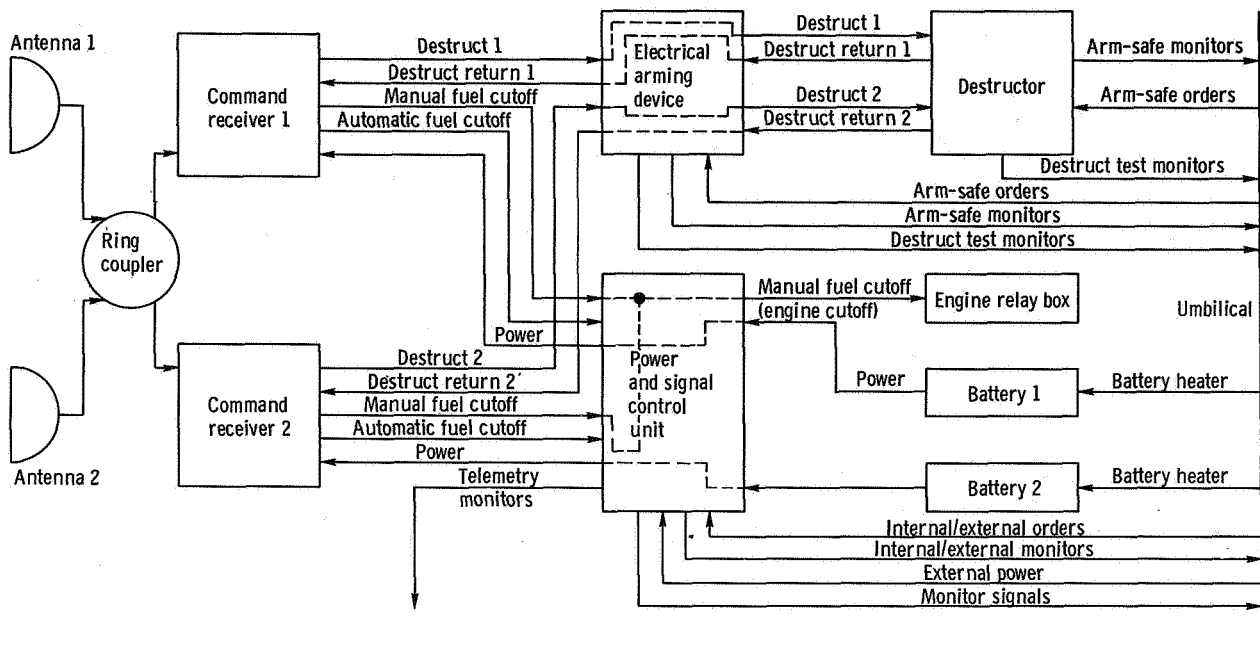 Antenna 1
Command
receiver 1
Destruct 1
Destruct return 1
Manual fuel cutoff
Automatic fuel cutoff
Electrical
arming
device
Destruct 1
Destruct return 1
Destruct 2
Destruct return 2
Destructor
Arm-safe monitors
Arm-safe orders
Destruct test monitors
Arm-safe orders
Arm-safe monitors
Destruct test monitors
Ring
coupler
Power
Manual fuel cutoff
(engine cutoff)
Engine relay box
Umbilical
Antenna 2
Command
receiver 2
Destruct 2
Destruct return 2
Manual fuel cutoff
Automatic fuel cutoff
Power
Telemetry
monitors
Power
and signal
control
unit
Power
Battery 1
Battery heater
Battery 2
Battery heater
Internal/external orders
Internal/external monitors
External power
Monitor signals